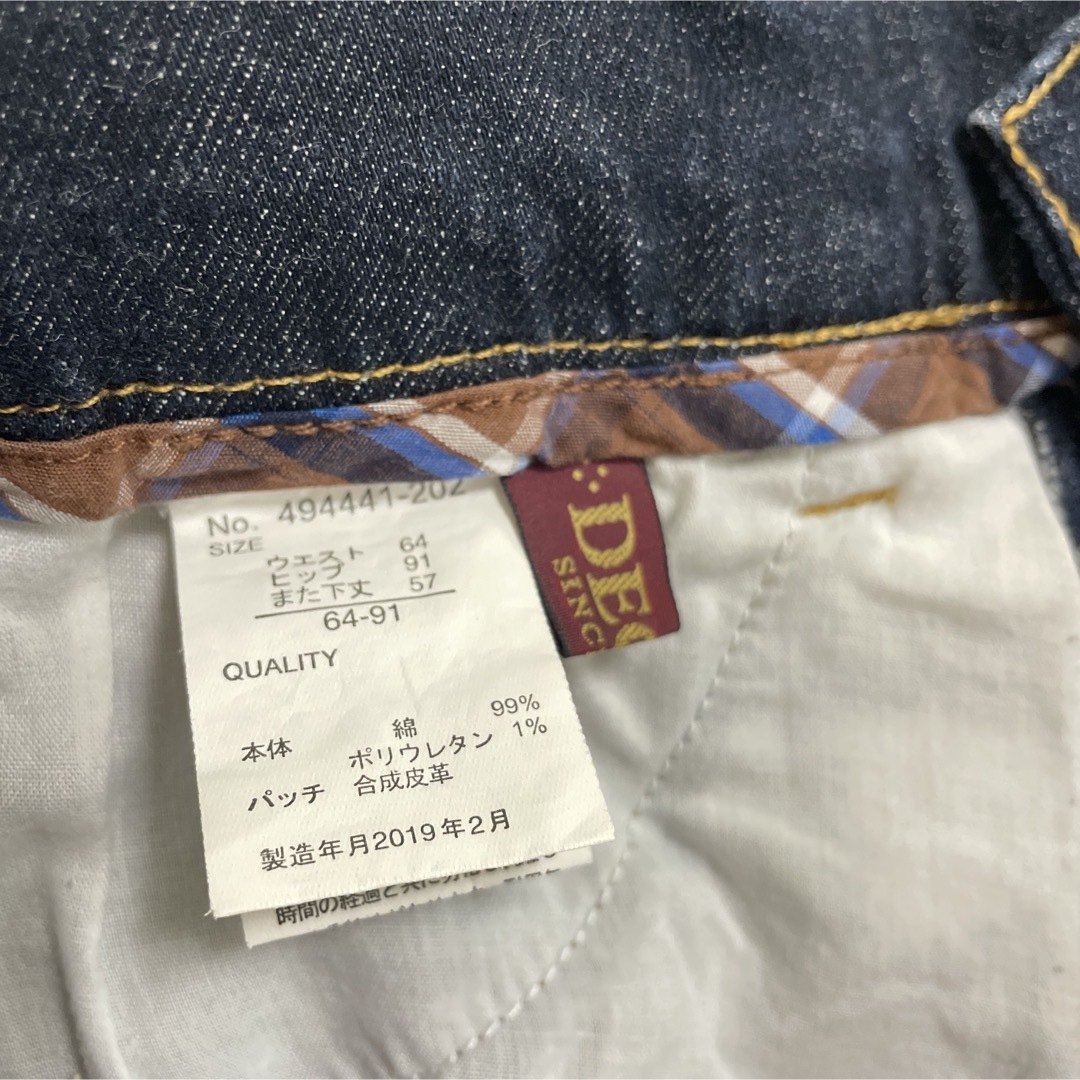 No. 494441-202
SIZE
ウエスト 64
ヒップ 91
また下丈 57
64-91
QUALITY
本体 綿 99%
ポリウレタン 1%
パッチ 合成皮革
製造年月2019年2月
時間の経過と共に
DES
SINC